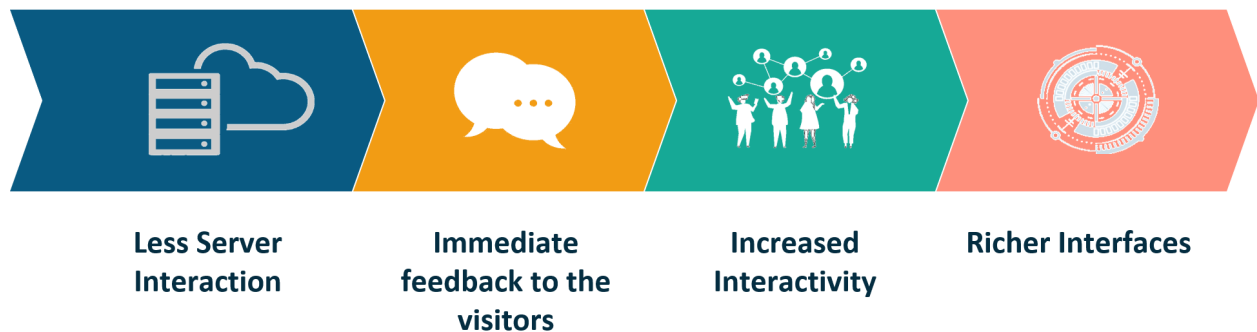 Less Server
Interaction
Immediate
feedback to the
visitors
Increased
Interactivity
Richer Interfaces